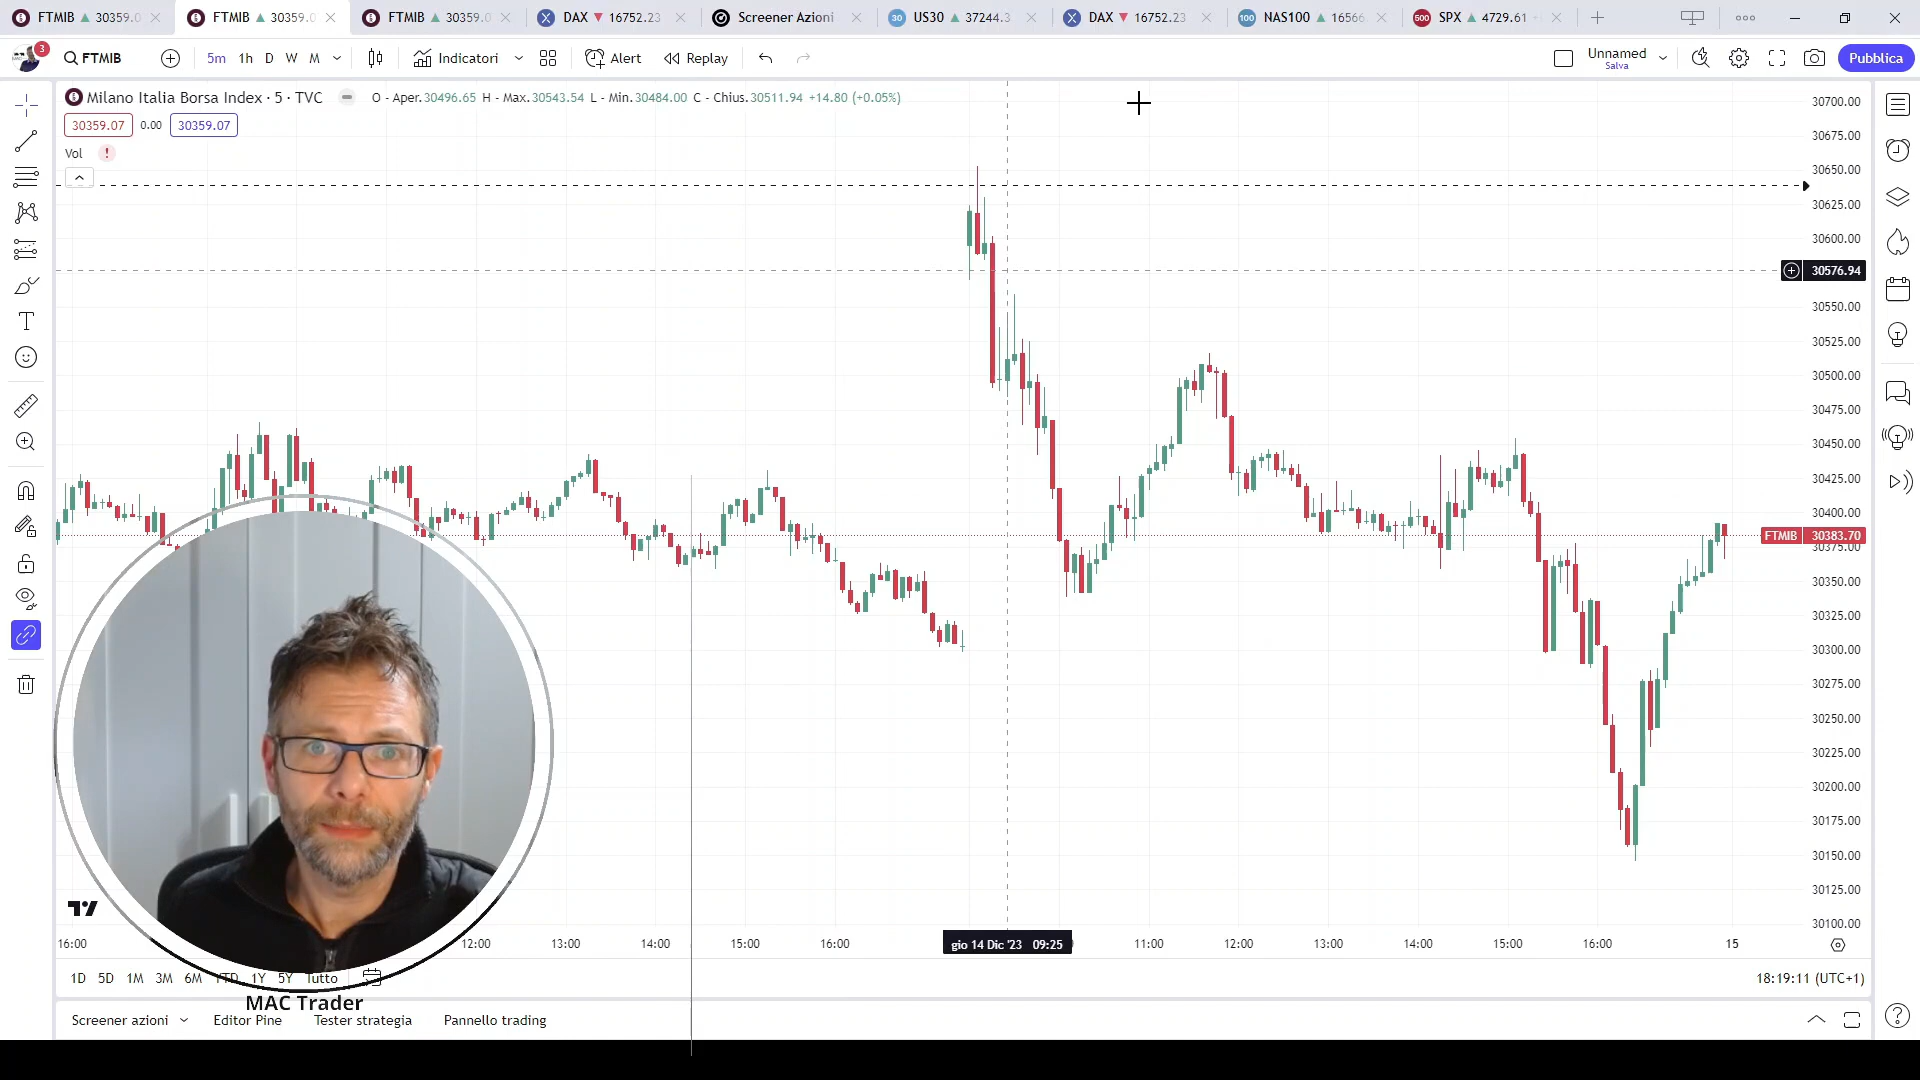 FTMIB ▲ 30359.0
FTMIB ▲ 30359.0
FTMIB ▲ 30359.0
DAX ▼ 16752.23
Screener Azioni
30 US30 ▲ 37244.3
DAX ▼ 16752.23
100 NAS100 ▲ 16566
500 SPX ▲ 4729.61
3
FTMIB
5m 1h D W M
Indicatori
Alert
Replay
Unnamed
Salva
Pubblica
Milano Italia Borsa Index · 5 · TVC
O - Aper.30496.65 H - Max.30543.54 L - Min.30484.00 C - Chius.30511.94 +14.80 (+0.05%)
30359.07 0.00 30359.07
Vol !
30700.00
30675.00
30650.00
30625.00
30600.00
30576.94
30550.00
30525.00
30500.00
30475.00
30450.00
30425.00
30400.00
FTMIB 30383.70
30375.00
30350.00
30325.00
30300.00
30275.00
30250.00
30225.00
30200.00
30175.00
30150.00
30125.00
30100.00
16:00 12:00 13:00 14:00 15:00 16:00 gio 14 Dic '23 09:25 11:00 12:00 13:00 14:00 15:00 16:00 15
1D 5D 1M 3M 6M YTD 1Y 5Y Tutto
18:19:11 (UTC+1)
MAC Trader
Screener azioni Editor Pine Tester strategia Pannello trading